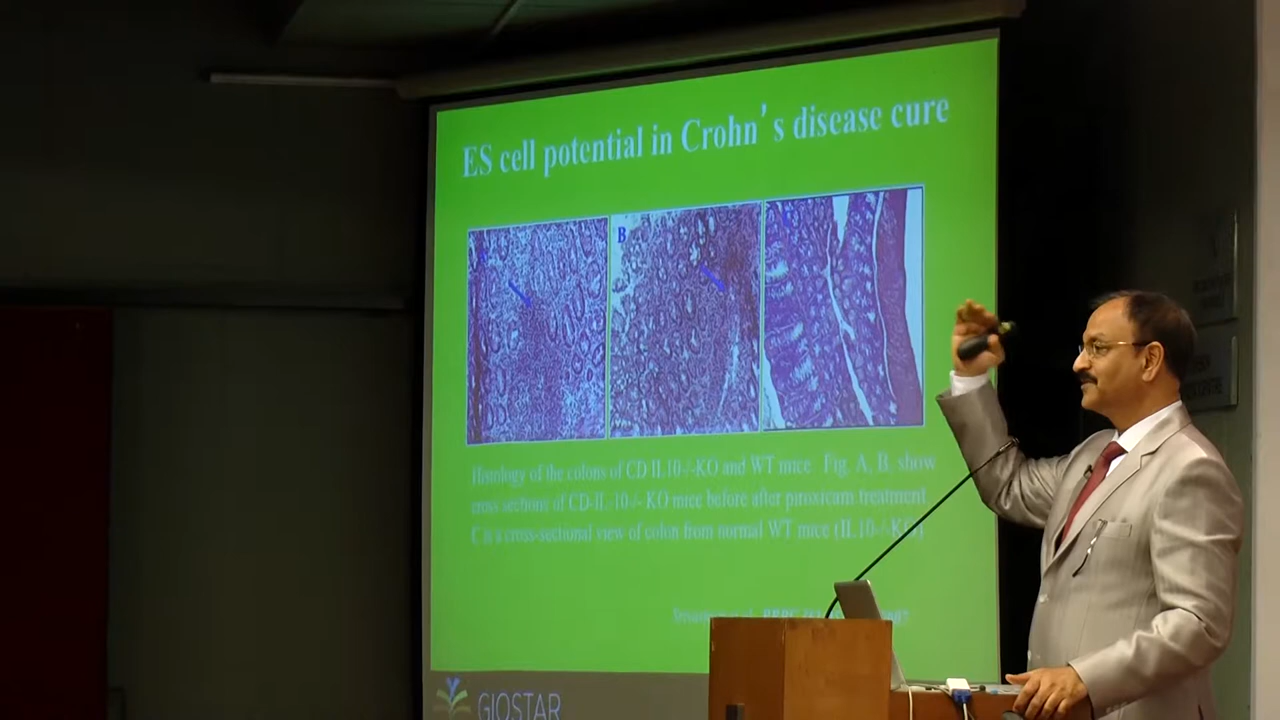 ES cell potential in Crohn's disease cure
B
Histology of the colons of CD IL10-/-KO and WT mice Fig. A, B. show
cross sections of CD-IL-10-/- KO mice before after piroxicam treatment.
C is a cross-sectional view of colon from normal WT mice (IL10-/-KO)
GIOSTAR